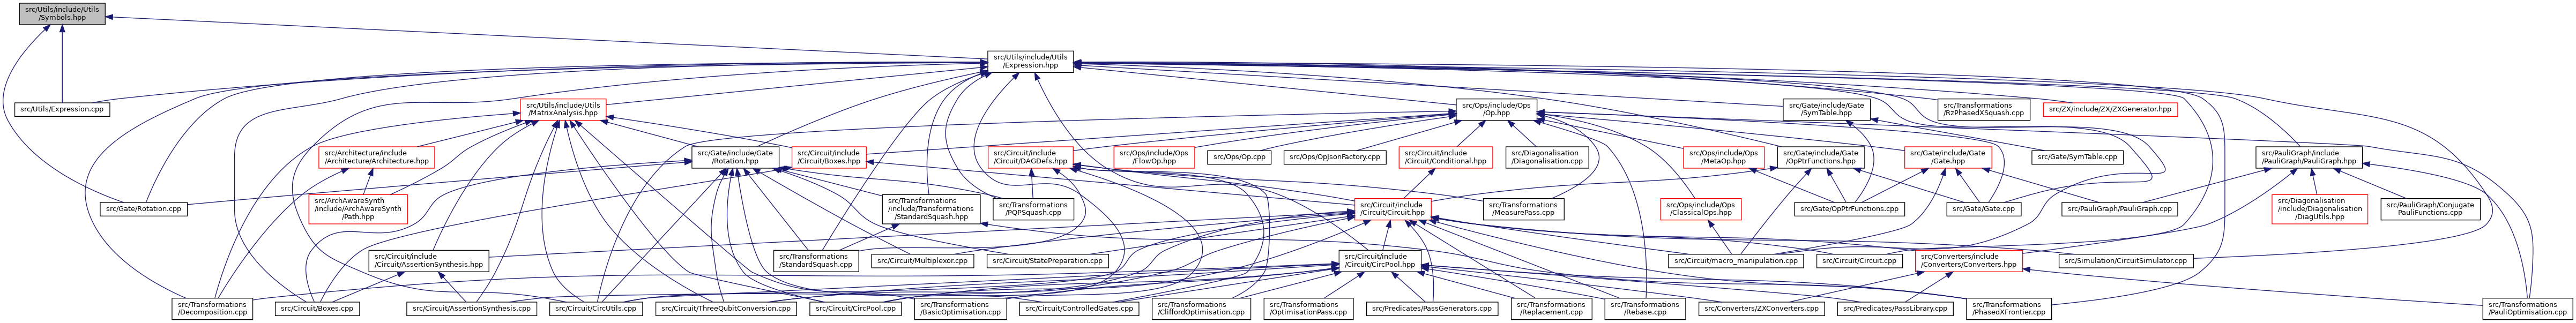 src/Utils/include/Utils
/Symbols.hpp
src/Utils/include/Utils
/Expression.hpp
src/Utils/Expression.cpp
src/Utils/include/Utils
/MatrixAnalysis.hpp
src/Ops/include/Ops
/Op.hpp
src/Gate/include/Gate
/SymTable.hpp
src/Transformations
/RzPhasedXSquash.cpp
src/ZX/include/ZX/ZXGenerator.hpp
src/Architecture/include
/Architecture/Architecture.hpp
src/Gate/include/Gate
/Rotation.hpp
src/Circuit/include
/Circuit/Boxes.hpp
src/Circuit/include
/Circuit/DAGDefs.hpp
src/Ops/include/Ops
/FlowOp.hpp
src/Ops/Op.cpp
src/Ops/OpJsonFactory.cpp
src/Circuit/include
/Circuit/Conditional.hpp
src/Diagonalisation
/Diagonalisation.cpp
src/Ops/include/Ops
/MetaOp.hpp
src/Gate/include/Gate
/OpPtrFunctions.hpp
src/Gate/include/Gate
/Gate.hpp
src/Gate/SymTable.cpp
src/PauliGraph/include
/PauliGraph/PauliGraph.hpp
src/Gate/Rotation.cpp
src/ArchAwareSynth
/include/ArchAwareSynth
/Path.hpp
src/Transformations
/include/Transformations
/StandardSquash.hpp
src/Transformations
/PQPSquash.cpp
src/Circuit/include
/Circuit/Circuit.hpp
src/Transformations
/MeasurePass.cpp
src/Ops/include/Ops
/ClassicalOps.hpp
src/Gate/OpPtrFunctions.cpp
src/Gate/Gate.cpp
src/PauliGraph/PauliGraph.cpp
src/Diagonalisation
/include/Diagonalisation
/DiagUtils.hpp
src/PauliGraph/Conjugate
PauliFunctions.cpp
src/Circuit/include
/Circuit/AssertionSynthesis.hpp
src/Transformations
/StandardSquash.cpp
src/Circuit/Multiplexor.cpp
src/Circuit/StatePreparation.cpp
src/Circuit/include
/Circuit/CircPool.hpp
src/Circuit/macro_manipulation.cpp
src/Circuit/Circuit.cpp
src/Converters/include
/Converters/Converters.hpp
src/Simulation/CircuitSimulator.cpp
src/Transformations
/Decomposition.cpp
src/Circuit/Boxes.cpp
src/Circuit/AssertionSynthesis.cpp
src/Circuit/CircUtils.cpp
src/Circuit/ThreeQubitConversion.cpp
src/Circuit/CircPool.cpp
src/Transformations
/BasicOptimisation.cpp
src/Circuit/ControlledGates.cpp
src/Transformations
/CliffordOptimisation.cpp
src/Transformations
/OptimisationPass.cpp
src/Predicates/PassGenerators.cpp
src/Transformations
/Replacement.cpp
src/Transformations
/Rebase.cpp
src/Converters/ZXConverters.cpp
src/Predicates/PassLibrary.cpp
src/Transformations
/PhasedXFrontier.cpp
src/Transformations
/PauliOptimisation.cpp